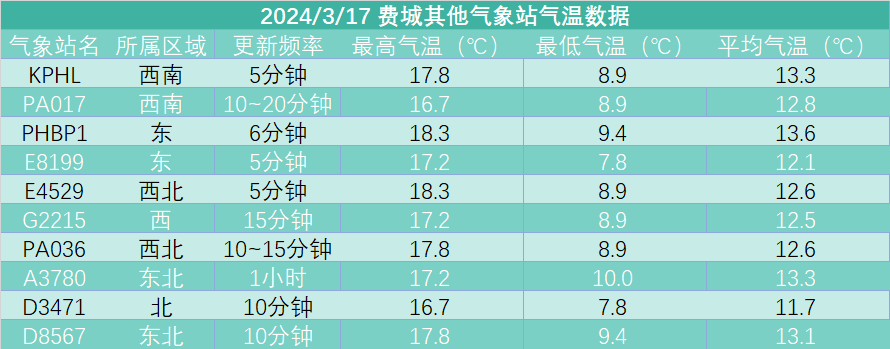 2024/3/17 费城其他气象站气温数据
气象站名 所属区域 更新频率 最高气温（℃） 最低气温（℃） 平均气温（℃）
KPHL 西南 5分钟 17.8 8.9 13.3
PA017 西南 10~20分钟 16.7 8.9 12.8
PHBP1 东 6分钟 18.3 9.4 13.6
E8199 东 5分钟 17.2 7.8 12.1
E4529 西北 5分钟 18.3 8.9 12.6
G2215 西 15分钟 17.2 8.9 12.5
PA036 西北 10~15分钟 17.8 8.9 12.6
A3780 东北 1小时 17.2 10.0 13.3
D3471 北 10分钟 16.7 7.8 11.7
D8567 东北 10分钟 17.8 9.4 13.1